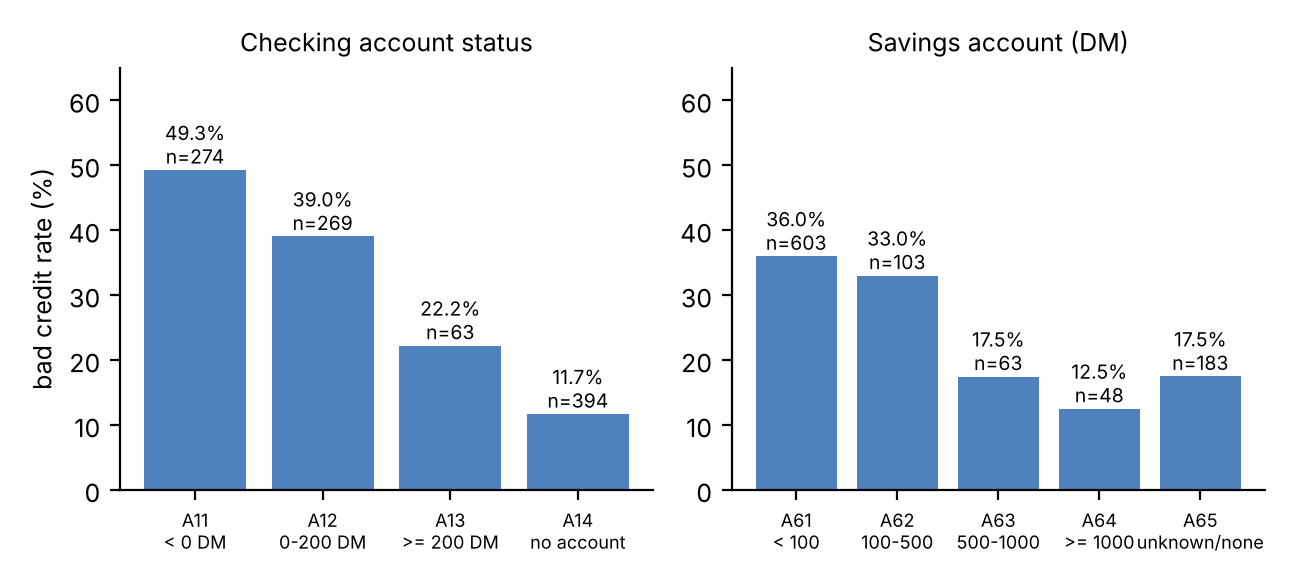 Checking account status
bad credit rate (%)
60
50
40
30
20
10
0
49.3%
n=274
39.0%
n=269
22.2%
n=63
11.7%
n=394
A11
< 0 DM
A12
0-200 DM
A13
>= 200 DM
A14
no account
Savings account (DM)
60
50
40
30
20
10
0
36.0%
n=603
33.0%
n=103
17.5%
n=63
12.5%
n=48
17.5%
n=183
A61
< 100
A62
100-500
A63
500-1000
A64
>= 1000
A65
unknown/none